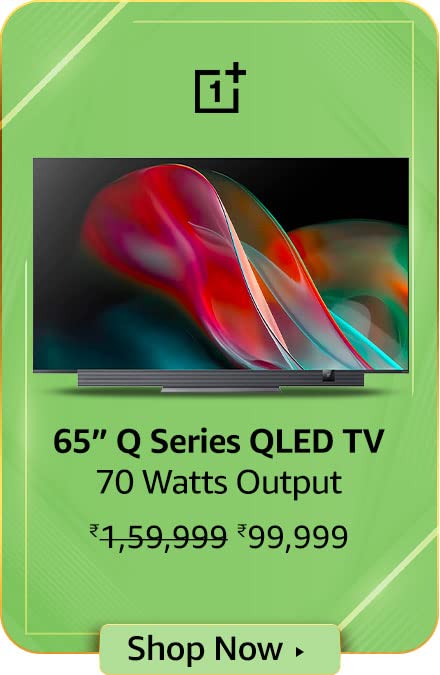 1+
65” Q Series QLED TV
70 Watts Output
₹1,59,999 ₹99,999
Shop Now ▸